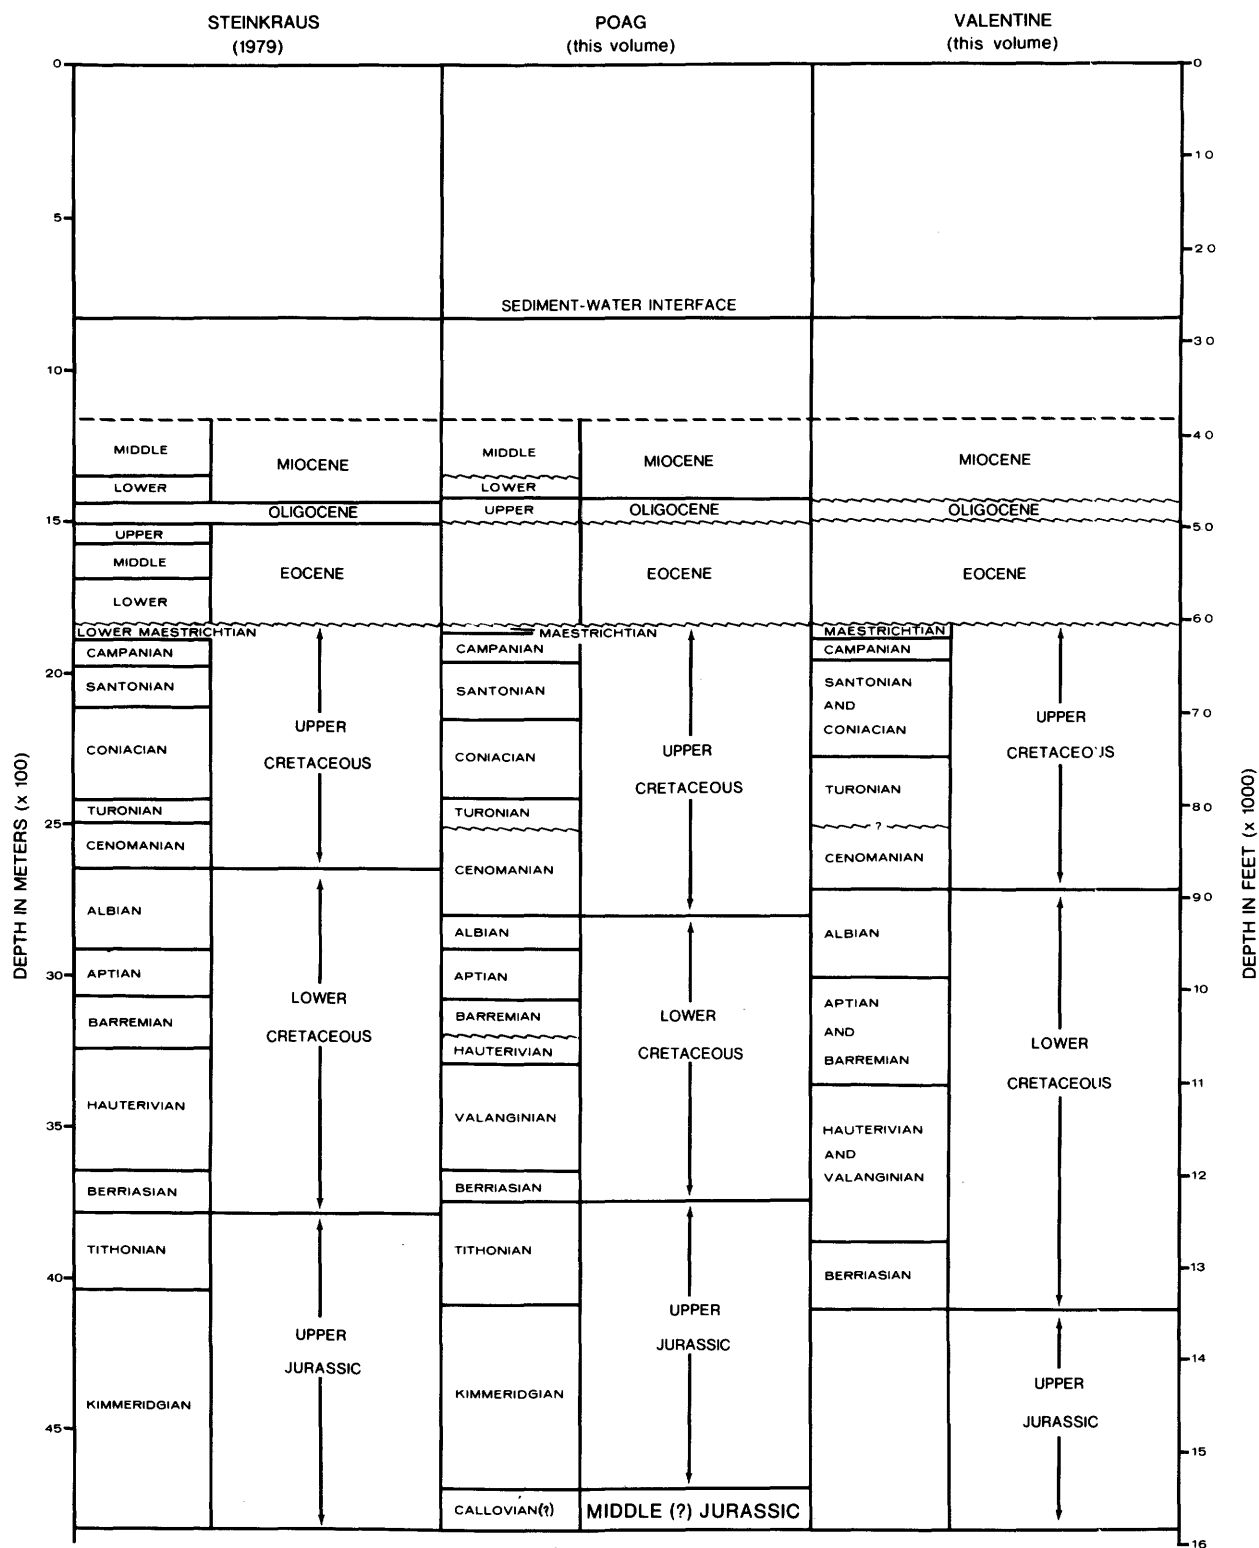 STEINKRAUS
(1979)
POAG
(this volume)
VALENTINE
(this volume)
DEPTH IN METERS (x 100)
0
5
10
15
20
25
30
35
40
45
SEDIMENT-WATER INTERFACE
MIDDLE
LOWER
MIOCENE
OLIGOCENE
UPPER
MIDDLE
LOWER
EOCENE
LOWER MAESTRICHTIAN
CAMPANIAN
SANTONIAN
CONIACIAN
TURONIAN
CENOMANIAN
UPPER
CRETACEOUS
ALBIAN
APTIAN
BARREMIAN
HAUTERIVIAN
BERRIASIAN
LOWER
CRETACEOUS
TITHONIAN
KIMMERIDGIAN
UPPER
JURASSIC
MIDDLE
LOWER
MIOCENE
UPPER
OLIGOCENE
EOCENE
MAESTRICHTIAN
CAMPANIAN
SANTONIAN
CONIACIAN
TURONIAN
CENOMANIAN
UPPER
CRETACEOUS
ALBIAN
APTIAN
BARREMIAN
HAUTERIVIAN
VALANGINIAN
BERRIASIAN
LOWER
CRETACEOUS
TITHONIAN
KIMMERIDGIAN
UPPER
JURASSIC
CALLOVIAN(?)
MIDDLE (?) JURASSIC
MIOCENE
OLIGOCENE
EOCENE
MAESTRICHTIAN
CAMPANIAN
SANTONIAN
AND
CONIACIAN
TURONIAN
?
CENOMANIAN
UPPER
CRETACEOUS
ALBIAN
APTIAN
AND
BARREMIAN
HAUTERIVIAN
AND
VALANGINIAN
BERRIASIAN
LOWER
CRETACEOUS
UPPER
JURASSIC
0
10
20
30
40
50
60
70
80
90
10
11
12
13
14
15
16
DEPTH IN FEET (x 1000)